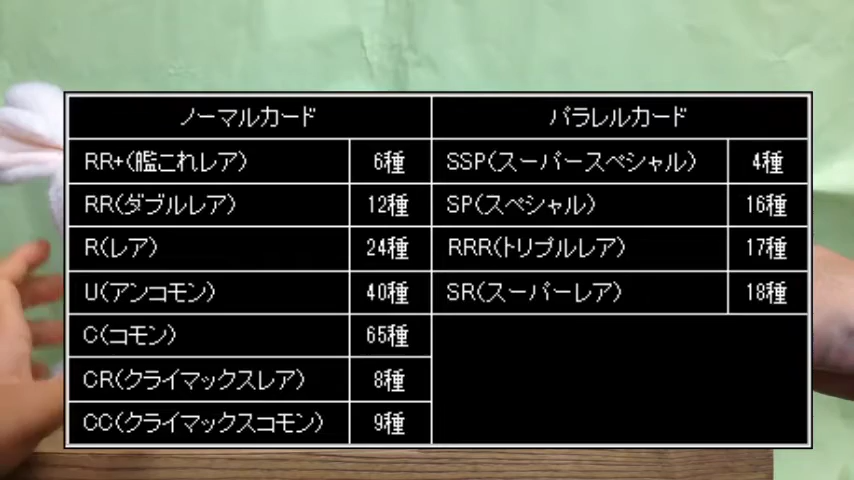 ノーマルカード パラレルカード
RR+(艦これレア) 6種 SSP(スーパースペシャル) 4種
RR(ダブルレア) 12種 SP(スペシャル) 16種
R(レア) 24種 RRR(トリプルレア) 17種
U(アンコモン) 40種 SR(スーパーレア) 18種
C(コモン) 65種
CR(クライマックスレア) 8種
CC(クライマックスコモン) 9種